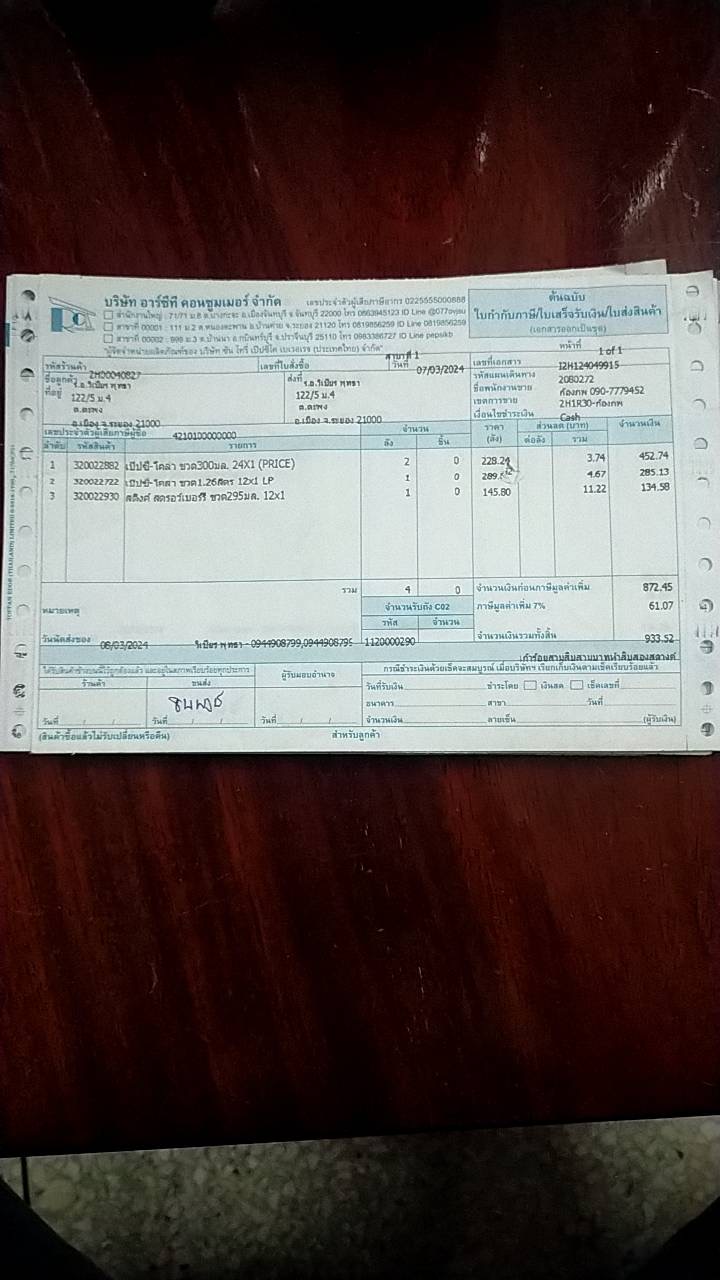 บริษัท อาร์ซีที คอนซูมเมอร์ จำกัด เลขประจำตัวผู้เสียภาษีอากร 0225555000888
ต้นฉบับ
ใบกำกับภาษี/ใบเสร็จรับเงิน/ใบส่งสินค้า
(เอกสารออกเป็นชุด)
สำนักงานใหญ่ : 71/71 ม.8 อ.เมืองจันทบุรี จ.จันทบุรี 22000 โทร 0863945123 ID Line
สาขาที่ 00001 : 111 ม.2 ต.หนองตะพาน อ.บ้านค่าย จ.ระยอง 21120 โทร 0819856259 ID Line 0819856259
สาขาที่ 00002 : 998 ม.3 อ.กบินทร์บุรี จ.ปราจีนบุรี 25110 โทร 0983386727 ID Line pepsikb
"ผู้จัดจำหน่ายผลิตภัณฑ์ของ บริษัท ซันโทรี่ เป๊ปซี่โค เบเวอเรจ (ประเทศไทย) จำกัด"
สาขาที่ 1
หน้าที่ 1 of 1
รหัสร้านค้า 2H00040827
เลขที่ใบสั่งซื้อ
วันที่ 07/03/2024
เลขที่เอกสาร I2H124049915
ชื่อลูกค้า ร.อ.วิเบียร พุทธา
ส่งที่ ร.อ.วิเบียร พุทธา
รหัสแผนเดินทาง 2080272
ที่อยู่ 122/5 ม.4
122/5 ม.4
ชื่อพนักงานขาย ก้องภพ 090-7779452
ต.ตะพง
ต.ตะพง
เขตการขาย 2H1R30-ก้องภพ
อ.เมือง จ.ระยอง 21000
อ.เมือง จ.ระยอง 21000
เงื่อนไขชำระเงิน Cash
เลขประจำตัวผู้เสียภาษีผู้ซื้อ 4210100000000
จำนวน ราคา ส่วนลด (บาท) จำนวนเงิน
ลำดับ รหัสสินค้า รายการ ลัง ชิ้น (ลัง) ต่อลัง รวม
1 320022882 เป๊ปซี่-โคล่า ขวด300มล. 24X1 (PRICE) 2 0 228.24 3.74 452.74
2 320022722 เป๊ปซี่-โคล่า ขวด1.26ลิตร 12x1 LP 1 0 4.67 285.13
3 320022930 สติงค์ สตรอว์เบอร์รี่ ขวด295มล. 12x1 1 0 145.80 11.22 134.58
รวม 4 0 จำนวนเงินก่อนภาษีมูลค่าเพิ่ม 872.45
หมายเหตุ จำนวนรับถัง CO2 ภาษีมูลค่าเพิ่ม 7% 61.07
รหัส จำนวน
วันนัดส่งของ 08/03/2024 วิเบียร พุทธา - 0944908799,0944908799 1120000290 จำนวนเงินรวมทั้งสิ้น 933.52
เก้าร้อยสามสิบสามบาทห้าสิบสองสตางค์
ได้รับสินค้าข้างบนนี้ไว้ถูกต้องแล้ว และอยู่ในสภาพเรียบร้อยทุกประการ
ผู้รับมอบอำนาจ
กรณีชำระเงินด้วยเช็คจะสมบูรณ์ เมื่อบริษัทฯ เรียกเก็บเงินตามเช็คเรียบร้อยแล้ว
ร้านค้า ขนส่ง
วันที่รับเงิน ชำระโดย เงินสด เช็คเลขที่
ธนาคาร สาขา วันที่
วันที่ / / วันที่ / / วันที่ / /
จำนวนเงิน ลายเซ็น (ผู้รับเงิน)
(สินค้าซื้อแล้วไม่รับเปลี่ยนหรือคืน) สำหรับลูกค้า